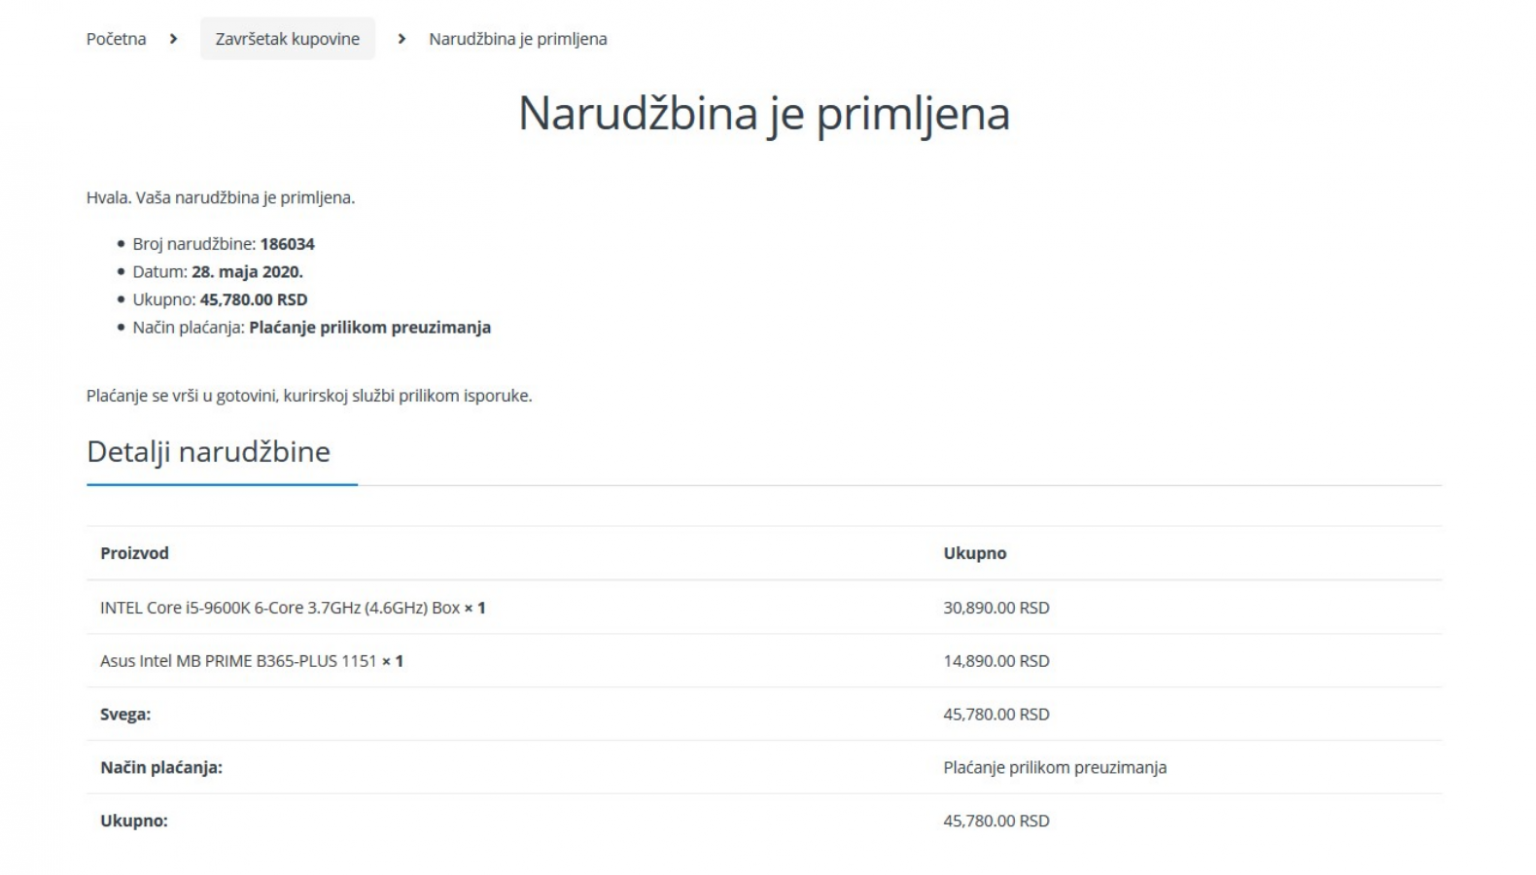 Početna > Završetak kupovine > Narudžbina je primljena
Narudžbina je primljena
Hvala. Vaša narudžbina je primljena.
• Broj narudžbine: 186034
• Datum: 28. maja 2020.
• Ukupno: 45,780.00 RSD
• Način plaćanja: Plaćanje prilikom preuzimanja
Plaćanje se vrši u gotovini, kurirskoj službi prilikom isporuke.
Detalji narudžbine
Proizvod Ukupno
INTEL Core i5-9600K 6-Core 3.7GHz (4.6GHz) Box × 1 30,890.00 RSD
Asus Intel MB PRIME B365-PLUS 1151 × 1 14,890.00 RSD
Svega: 45,780.00 RSD
Način plaćanja: Plaćanje prilikom preuzimanja
Ukupno: 45,780.00 RSD